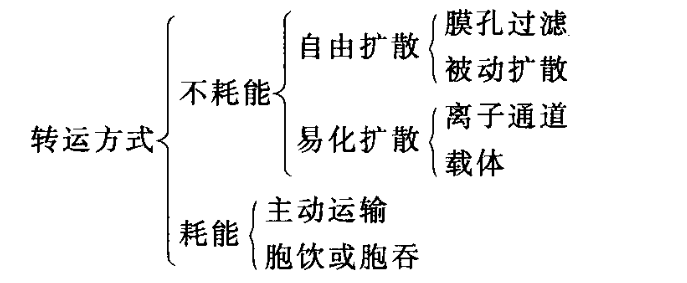 膜孔过滤
自由扩散
被动扩散
不耗能
离子通道
易化扩散
载体
转运方式
主动运输
耗能
胞饮或胞吞